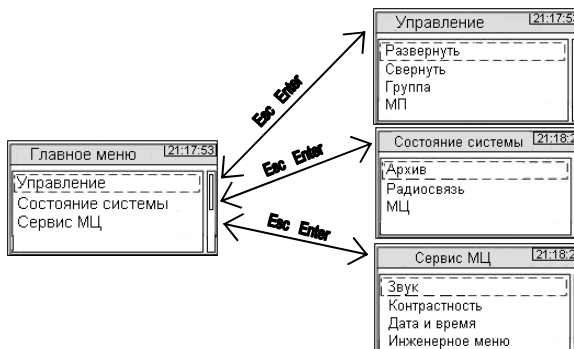 Главное меню 21:17:53
Управление
Состояние системы
Сервис МЦ
Esc Enter
Esc Enter
Esc Enter
Управление
Развернуть
Свернуть
Группа
МП
Состояние системы
Архив
Радиосвязь
МЦ
Сервис МЦ
Звук
Контрастность
Дата и время
Инженерное меню